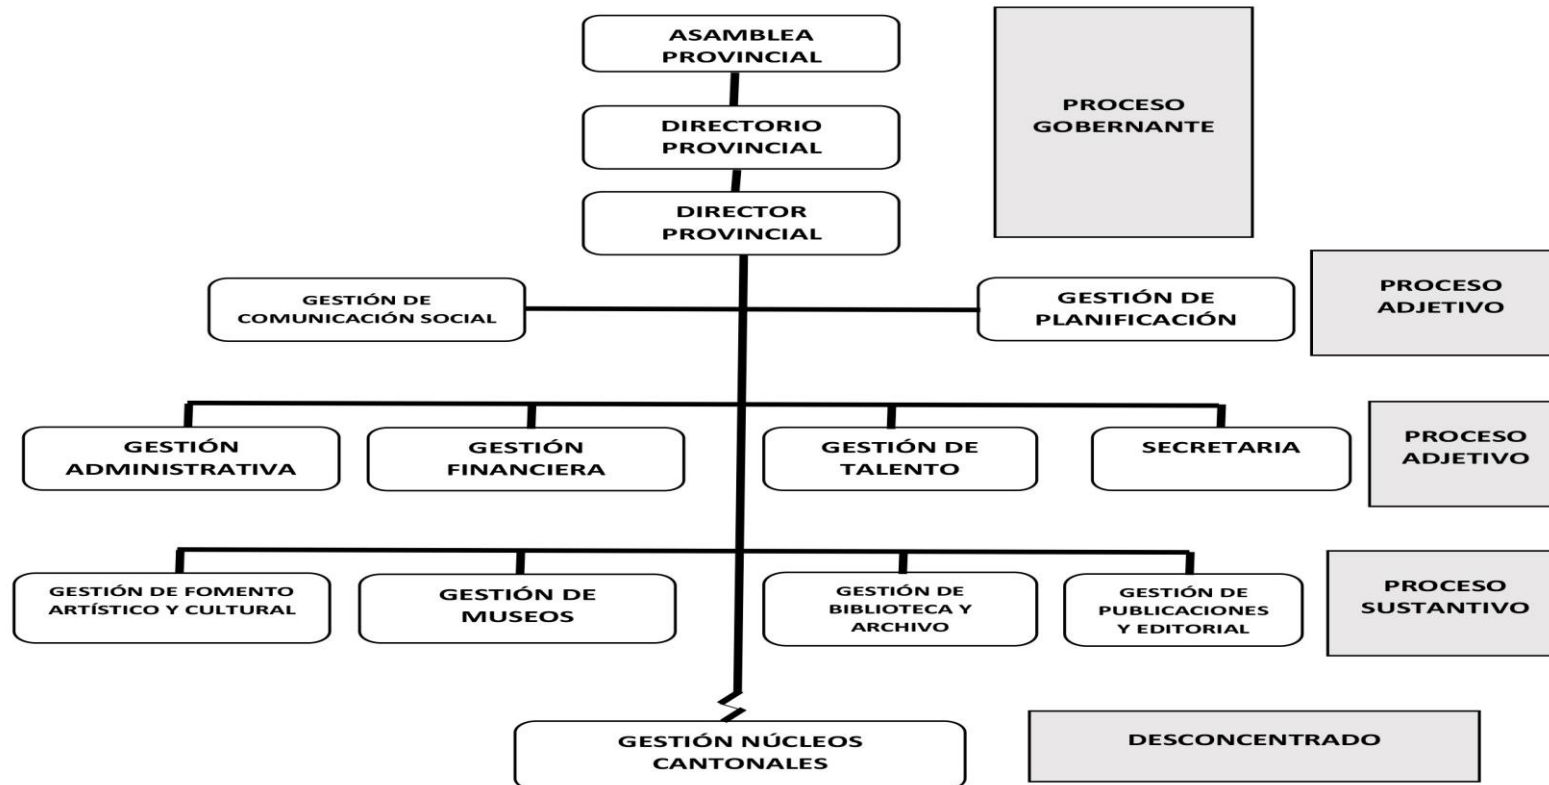 ASAMBLEA
PROVINCIAL
PROCESO
GOBERNANTE
DIRECTORIO
PROVINCIAL
DIRECTOR
PROVINCIAL
GESTIÓN DE
COMUNICACIÓN SOCIAL
GESTIÓN DE
PLANIFICACIÓN
PROCESO
ADJETIVO
GESTIÓN
ADMINISTRATIVA
GESTIÓN
FINANCIERA
GESTIÓN DE
TALENTO
SECRETARIA
PROCESO
ADJETIVO
GESTIÓN DE FOMENTO
ARTÍSTICO Y CULTURAL
GESTIÓN DE
MUSEOS
GESTIÓN DE
BIBLIOTECA Y
ARCHIVO
GESTIÓN DE
PUBLICACIONES
Y EDITORIAL
PROCESO
SUSTANTIVO
GESTIÓN NÚCLEOS
CANTONALES
DESCONCENTRADO